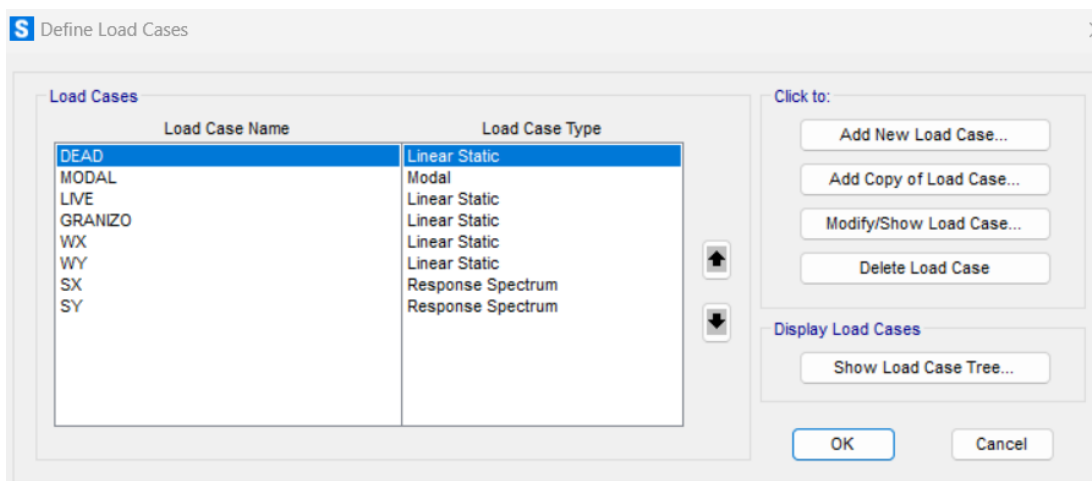 S Define Load Cases
Load Cases
Load Case Name Load Case Type
DEAD Linear Static
MODAL Modal
LIVE Linear Static
GRANIZO Linear Static
WX Linear Static
WY Linear Static
SX Response Spectrum
SY Response Spectrum
Click to:
Add New Load Case...
Add Copy of Load Case...
Modify/Show Load Case...
Delete Load Case
Display Load Cases
Show Load Case Tree...
OK Cancel